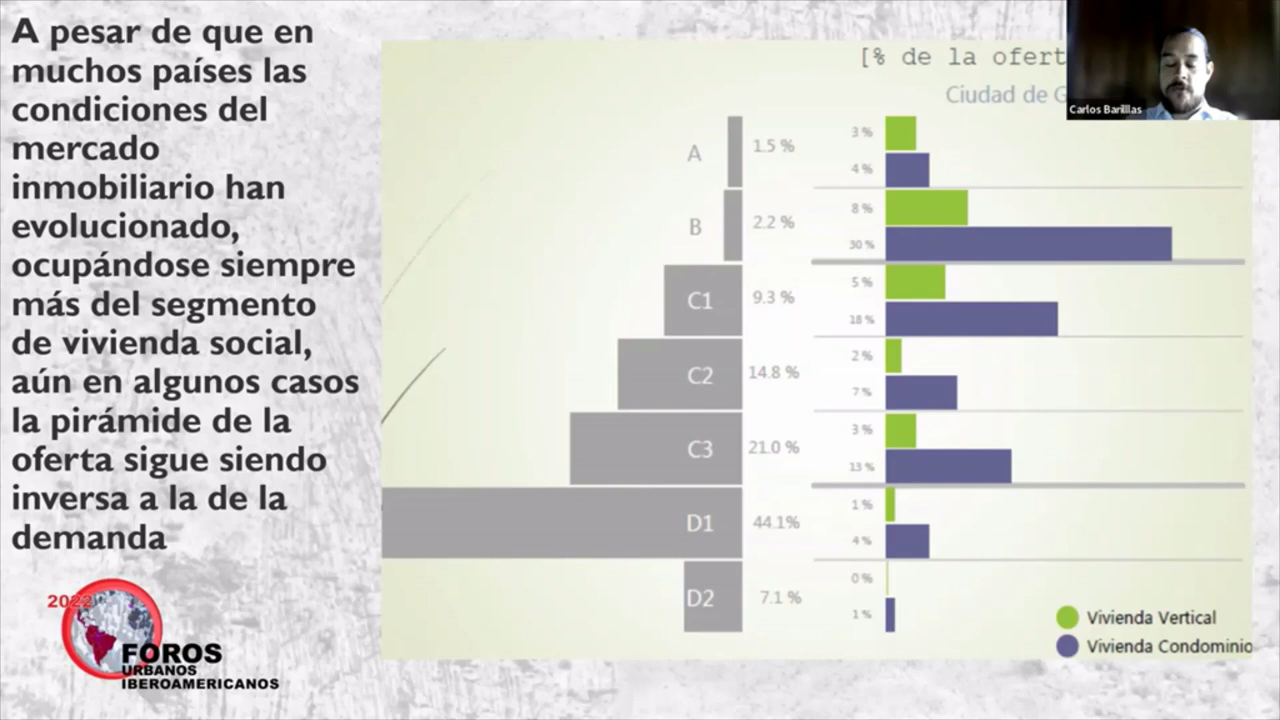 A pesar de que en
muchos países las
condiciones del
mercado
inmobiliario han
evolucionado,
ocupándose siempre
más del segmento
de vivienda social,
aún en algunos casos
la pirámide de la
oferta sigue siendo
inversa a la de la
demanda
2022
FOROS
URBANOS
IBEROAMERICANOS
[% de la ofert
Ciudad de G
Carlos Barilllas
A 1.5 % 3 %
4 %
B 2.2 % 8 %
30 %
C1 9.3 % 5 %
18 %
C2 14.8 % 2 %
7 %
C3 21.0 % 3 %
13 %
D1 44.1% 1 %
4 %
D2 7.1 % 0 %
1 %
Vivienda Vertical
Vivienda Condominio